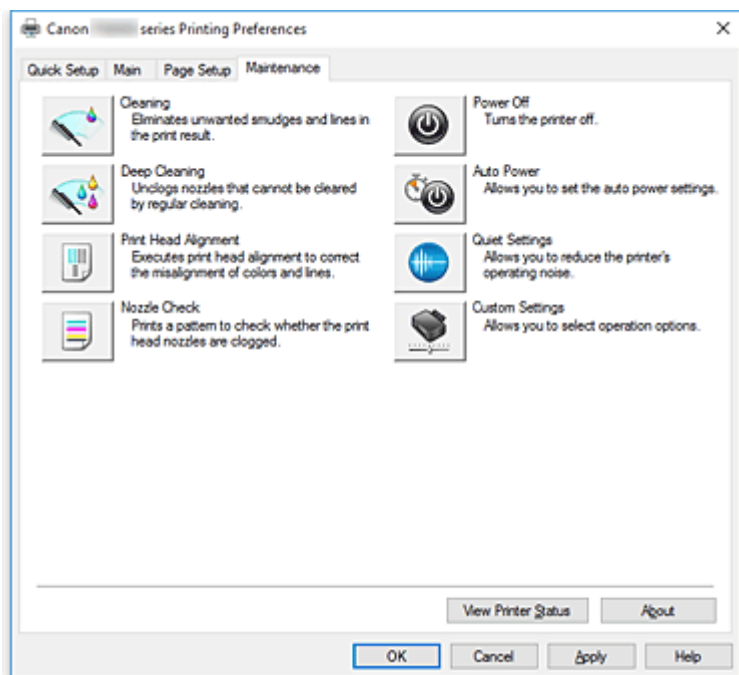 Canon series Printing Preferences
Quick Setup Main Page Setup Maintenance
Cleaning
Eliminates unwanted smudges and lines in
the print result.
Deep Cleaning
Unclogs nozzles that cannot be cleared
by regular cleaning.
Print Head Alignment
Executes print head alignment to correct
the misalignment of colors and lines.
Nozzle Check
Prints a pattern to check whether the print
head nozzles are clogged.
Power Off
Turns the printer off.
Auto Power
Allows you to set the auto power settings.
Quiet Settings
Allows you to reduce the printer's
operating noise.
Custom Settings
Allows you to select operation options.
View Printer Status About
OK Cancel Apply Help